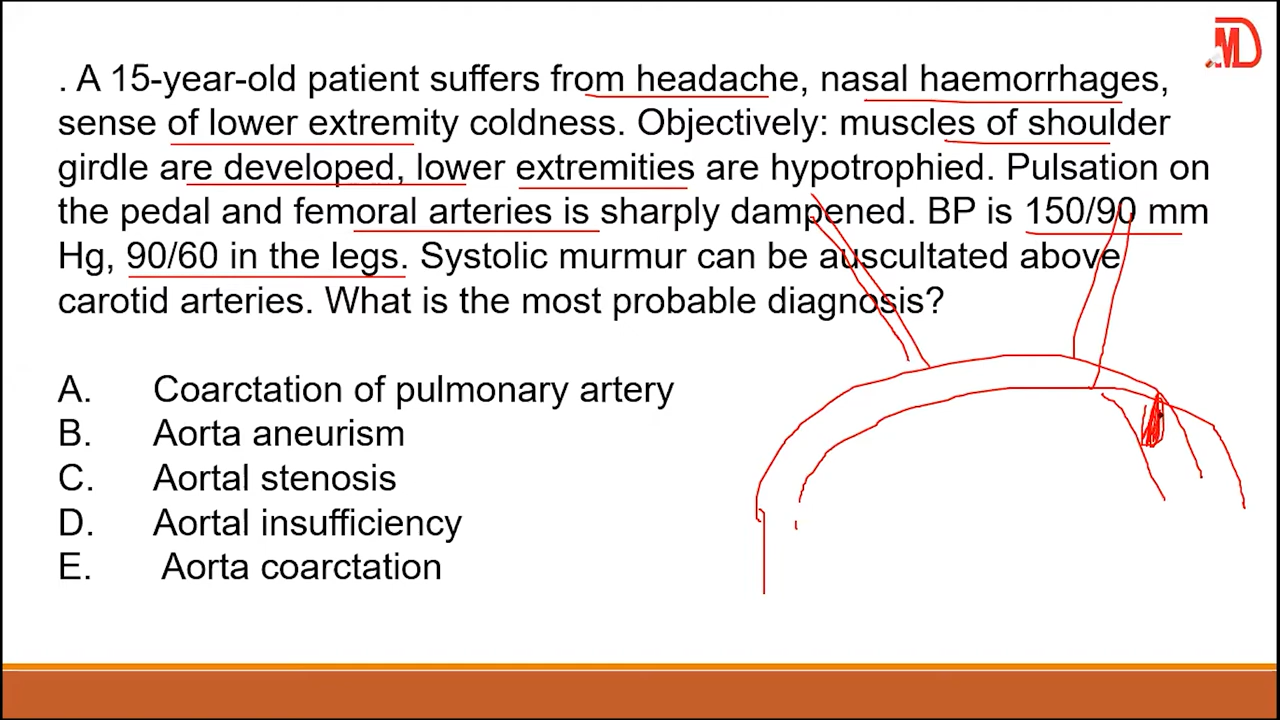 . A 15-year-old patient suffers from headache, nasal haemorrhages,
sense of lower extremity coldness. Objectively: muscles of shoulder
girdle are developed, lower extremities are hypotrophied. Pulsation on
the pedal and femoral arteries is sharply dampened. BP is 150/90 mm
Hg, 90/60 in the legs. Systolic murmur can be auscultated above
carotid arteries. What is the most probable diagnosis?
A. Coarctation of pulmonary artery
B. Aorta aneurism
C. Aortal stenosis
D. Aortal insufficiency
E. Aorta coarctation
MD